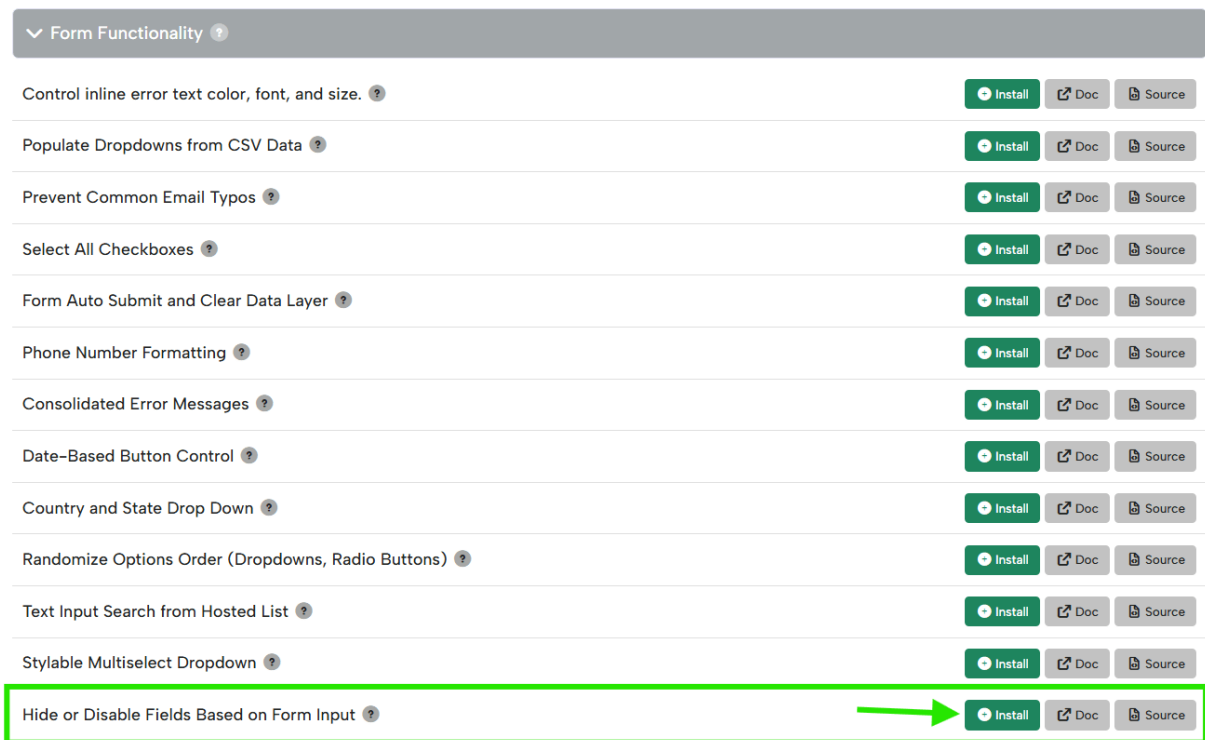 Form Functionality ?
Control inline error text color, font, and size. ? Install Doc Source
Populate Dropdowns from CSV Data ? Install Doc Source
Prevent Common Email Typos ? Install Doc Source
Select All Checkboxes ? Install Doc Source
Form Auto Submit and Clear Data Layer ? Install Doc Source
Phone Number Formatting ? Install Doc Source
Consolidated Error Messages ? Install Doc Source
Date-Based Button Control ? Install Doc Source
Country and State Drop Down ? Install Doc Source
Randomize Options Order (Dropdowns, Radio Buttons) ? Install Doc Source
Text Input Search from Hosted List ? Install Doc Source
Stylable Multiselect Dropdown ? Install Doc Source
Hide or Disable Fields Based on Form Input ? Install Doc Source